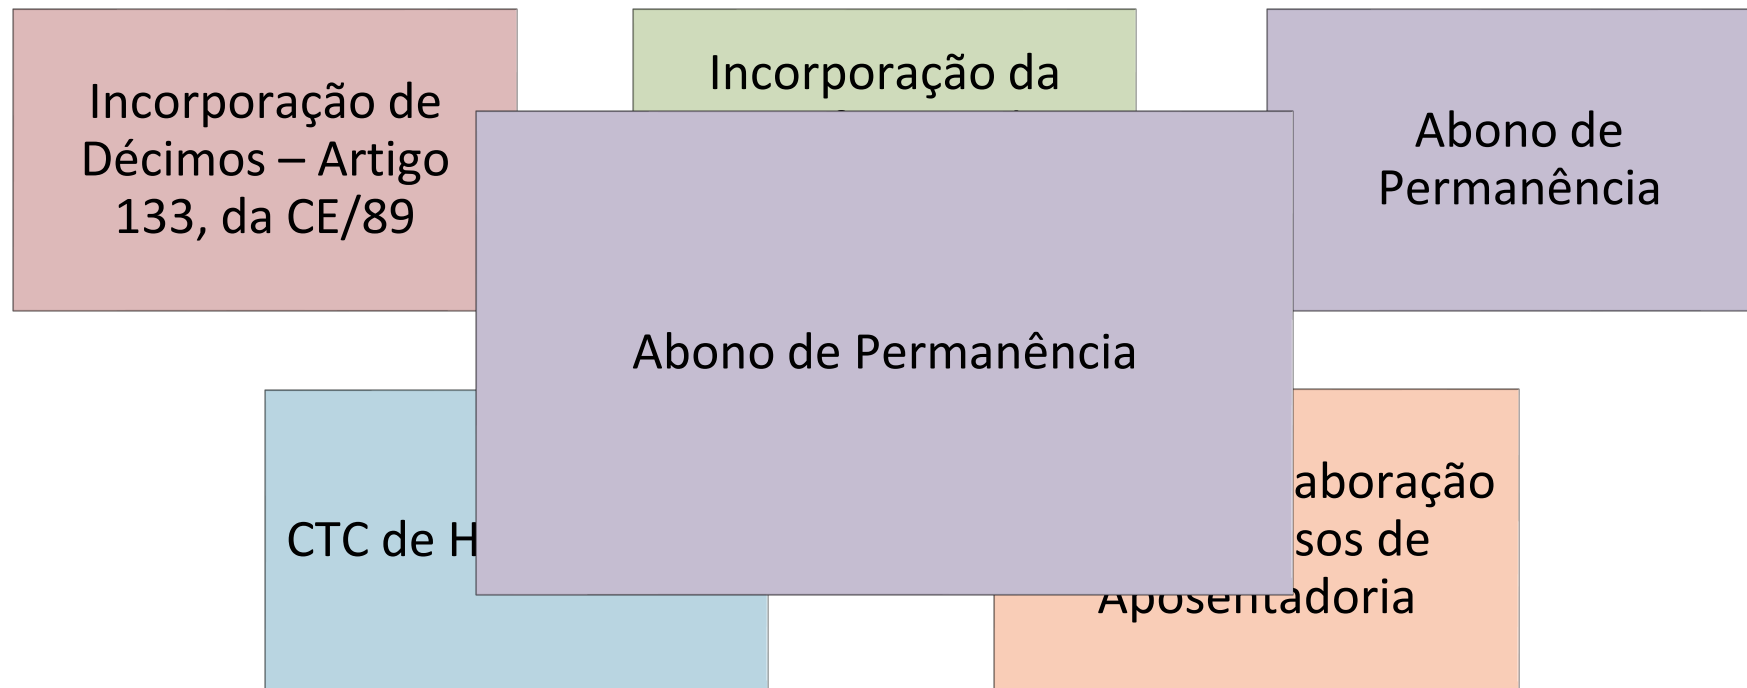 Incorporação de
Décimos – Artigo
133, da CE/89
Incorporação da
Abono de
Permanência
Abono de Permanência
CTC de H
aboração
sos de
Aposentadoria